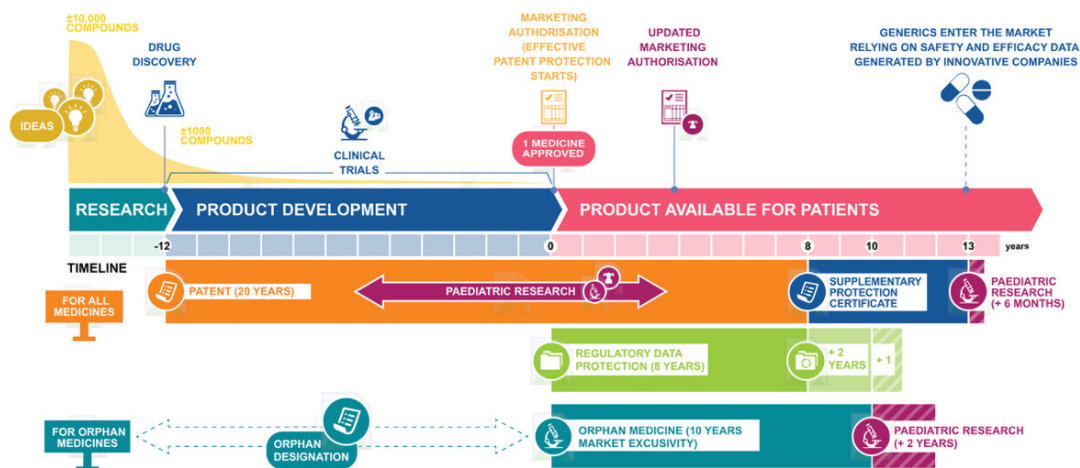 ±10.000
COMPOUNDS
IDEAS
DRUG
DISCOVERY
±1000
COMPOUNDS
CLINICAL
TRIALS
MARKETING
AUTHORISATION
(EFFECTIVE
PATENT PROTECTION
STARTS)
1 MEDICINE
APPROVED
UPDATED
MARKETING
AUTHORISATION
GENERICS ENTER THE MARKET
RELYING ON SAFETY AND EFFICACY DATA
GENERATED BY INNOVATIVE COMPANIES
RESEARCH
PRODUCT DEVELOPMENT
PRODUCT AVAILABLE FOR PATIENTS
-12
0
8
10
13
years
TIMELINE
FOR ALL
MEDICINES
PATENT (20 YEARS)
PAEDIATRIC RESEARCH
SUPPLEMENTARY
PROTECTION
CERTIFICATE
PAEDIATRIC
RESEARCH
(+ 6 MONTHS)
REGULATORY DATA
PROTECTION (8 YEARS)
+ 2
YEARS
+ 1
FOR ORPHAN
MEDICINES
ORPHAN
DESIGNATION
ORPHAN MEDICINE (10 YEARS
MARKET EXCUSIVITY)
PAEDIATRIC RESEARCH
(+ 2 YEARS)